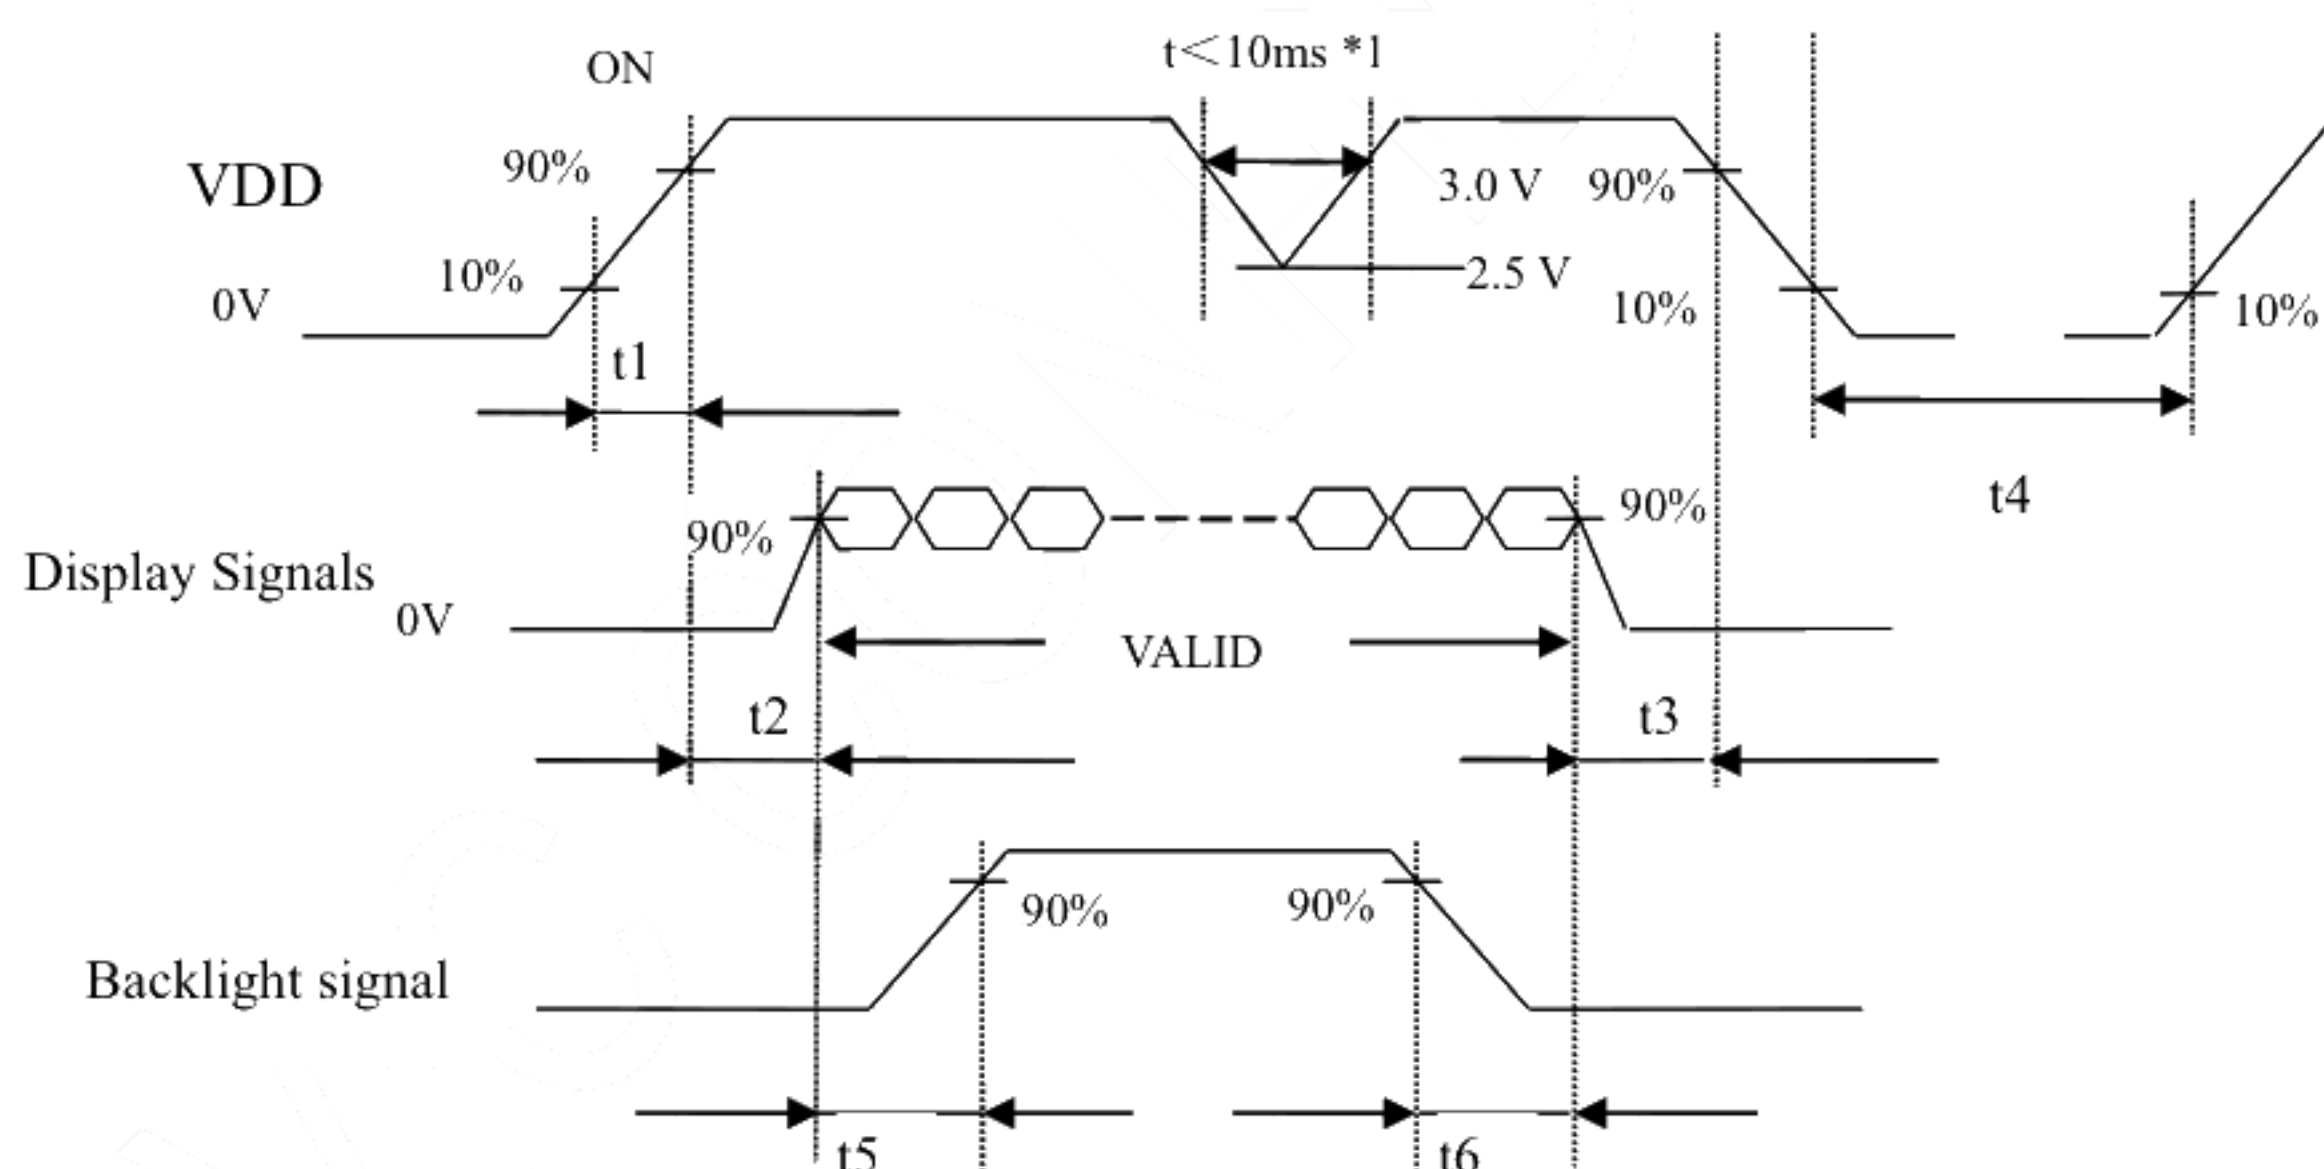 t<10ms *1
ON
90%
VDD
3.0 V
90%
10%
2.5 V
0V
10%
10%
t1
t4
90%
90%
Display Signals
0V
VALID
t2
t3
90%
90%
Backlight signal
t5
t6